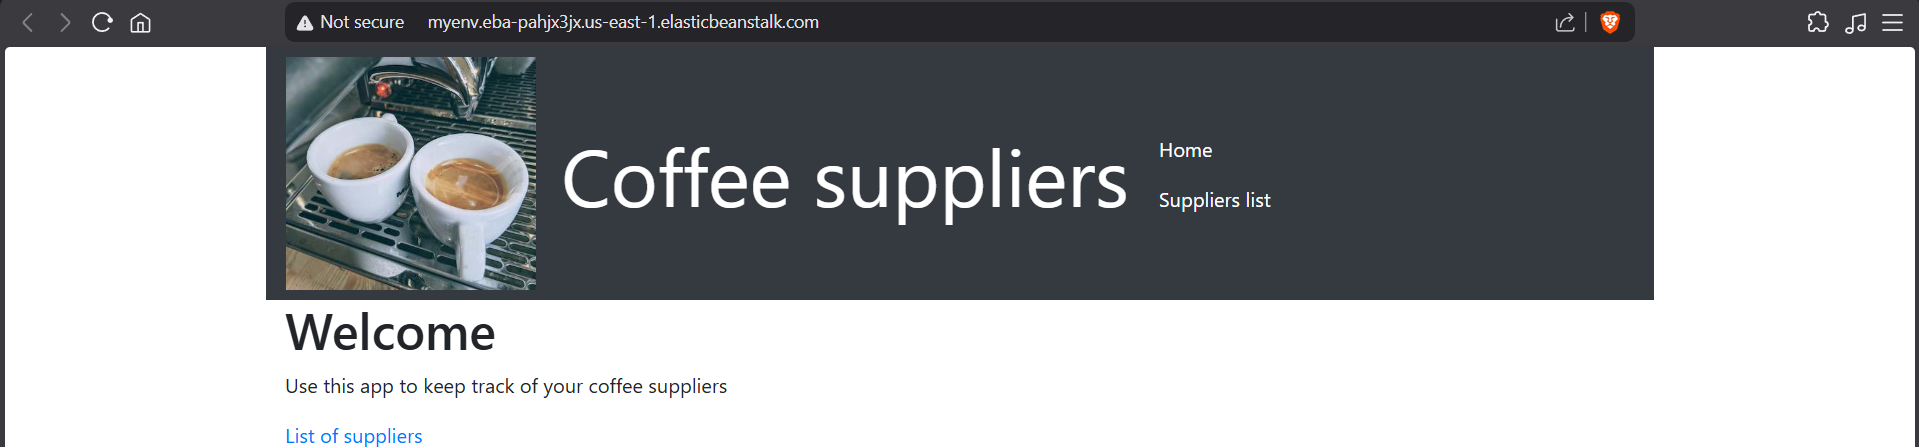 Not secure myenv.eba-pahjx3jx.us-east-1.elasticbeanstalk.com
Coffee suppliers
Home
Suppliers list
Welcome
Use this app to keep track of your coffee suppliers
List of suppliers